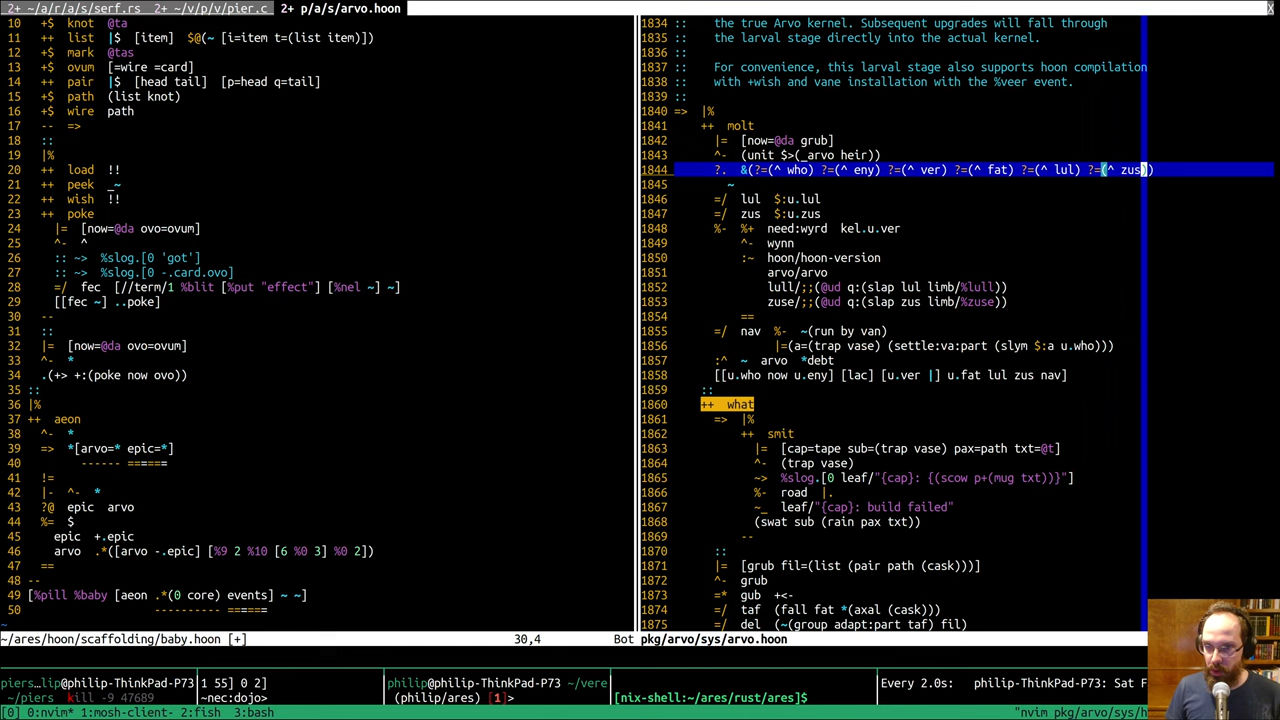 2+ ~/a/r/a/s/serf.rs  2+ ~/v/p/v/pier.c  2+ p/a/s/arvo.hoon X
10   +$  knot  @ta
11   ++  list  |$  [item]  $@(~ [i=item t=(list item)])
12   +$  mark  @tas
13   +$  ovum  [=wire =card]
14   ++  pair  |$  [head tail]  [p=head q=tail]
15   +$  path  (list knot)
16   +$  wire  path
17   --  =>
18   ::
19   |%
20   ++  load  !!
21   ++  peek  _~
22   ++  wish  !!
23   ++  poke
24     |=  [now=@da ovo=ovum]
25     ^-  ^
26     :: ~>  %slog.[0 'got']
27     :: ~>  %slog.[0 -.card.ovo]
28     =/  fec  [//term/1 %blit [%put "effect"] [%nel ~] ~]
29     [[fec ~] ..poke]
30   --
31   ::
32   |=  [now=@da ovo=ovum]
33   ^-  *
34   .(+> +:(poke now ovo))
35 ::
36 |%
37 ++  aeon
38   ^-  *
39   =>  *[arvo=* epic=*]
40       ------ ======
41   !=
42   |-  ^-  *
43   ?@  epic  arvo
44   %=  $
45     epic  +.epic
46     arvo  .*([arvo -.epic] [%9 2 %10 [6 %0 3] %0 2])
47   ==
48 --
49 [%pill %baby [aeon .*(0 core) events] ~ ~]
50              ---------- ======
~
~/ares/hoon/scaffolding/baby.hoon [+] 30,4 Bot
1834 ::    the true Arvo kernel. Subsequent upgrades will fall through
1835 ::    the larval stage directly into the actual kernel.
1836 ::
1837 ::    For convenience, this larval stage also supports hoon compilation
1838 ::    with +wish and vane installation with the %veer event.
1839 ::
1840 =>  |%
1841     ++  molt
1842       |=  [now=@da grub]
1843       ^-  (unit $>(_arvo heir))
1844       ?.  &(?=(^ who) ?=(^ eny) ?=(^ ver) ?=(^ fat) ?=(^ lul) ?=(^ zus))
1845         ~
1846       =/  lul  $:u.lul
1847       =/  zus  $:u.zus
1848       %-  %+  need:wyrd  kel.u.ver
1849           ^-  wynn
1850           :~  hoon/hoon-version
1851               arvo/arvo
1852               lull/;;(@ud q:(slap lul limb/%lull))
1853               zuse/;;(@ud q:(slap zus limb/%zuse))
1854           ==
1855       =/  nav  %-  ~(run by van)
1856                |=(a=(trap vase) (settle:va:part (slym $:a u.who)))
1857       :^  ~  arvo  *debt
1858       [[u.who now u.eny] [lac] [u.ver |] u.fat lul zus nav]
1859     ::
1860     ++  what
1861       =>  |%
1862           ++  smit
1863             |=  [cap=tape sub=(trap vase) pax=path txt=@t]
1864             ^-  (trap vase)
1865             ~>  %slog.[0 leaf/"{cap}: {(scow p+(mug txt))}"]
1866             %-  road  |.
1867             ~_  leaf/"{cap}: build failed"
1868             (swat sub (rain pax txt))
1869           --
1870       ::
1871       |=  [grub fil=(list (pair path (cask)))]
1872       ^-  grub
1873       =*  gub  +<-
1874       =/  taf  (fall fat *(axal (cask)))
1875       =/  del  (~(group adapt:part taf) fil)
pkg/arvo/sys/arvo.hoon
piers…lip@philip-ThinkPad-P73
~/piers  kill -9 47689
1 55] 0 2]
~nec:dojo>
philip@philip-ThinkPad-P73 ~/vere
(philip/ares) [1]>
[nix-shell:~/ares/rust/ares]$
Every 2.0s:   philip-ThinkPad-P73: Sat F
[0] 0:nvim* 1:mosh-client- 2:fish  3:bash "nvim pkg/arvo/sys/h